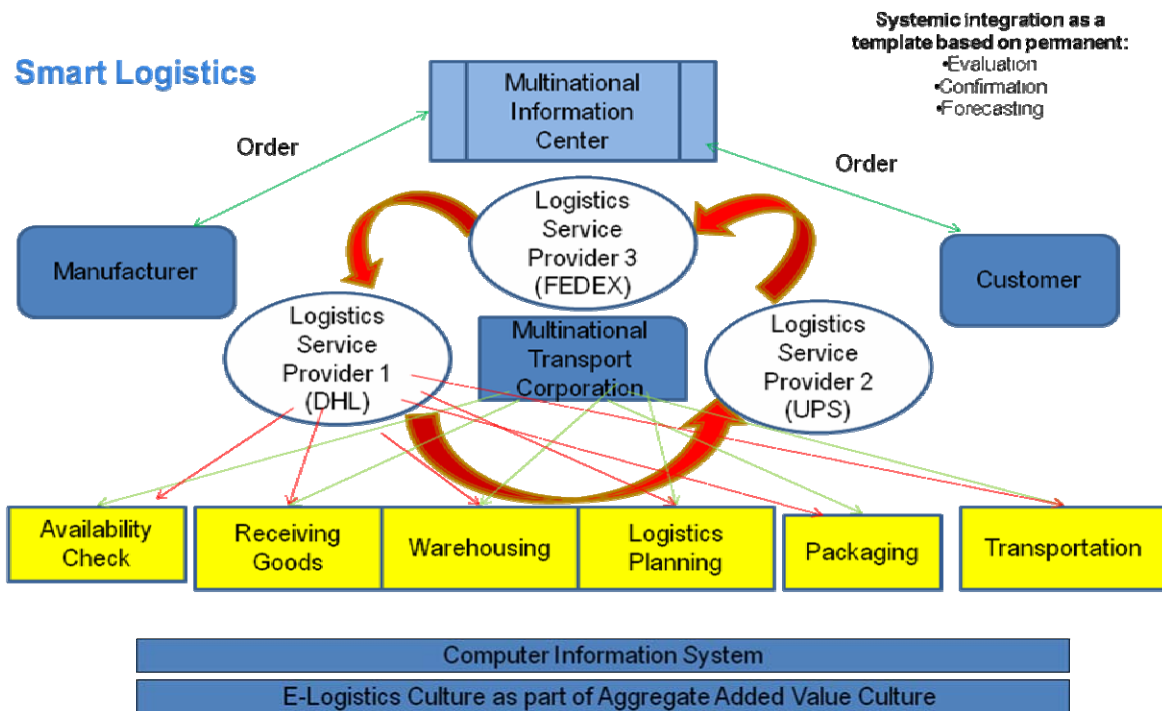 Systemic integration as a
template based on permanent:
•Evaluation
•Confirmation
•Forecasting
Smart Logistics
Multinational
Information
Center
Order
Order
Manufacturer
Customer
Logistics
Service
Provider 3
(FEDEX)
Logistics
Service
Provider 1
(DHL)
Multinational
Transport
Corporation
Logistics
Service
Provider 2
(UPS)
Availability
Check
Receiving
Goods
Warehousing
Logistics
Planning
Packaging
Transportation
Computer Information System
E-Logistics Culture as part of Aggregate Added Value Culture